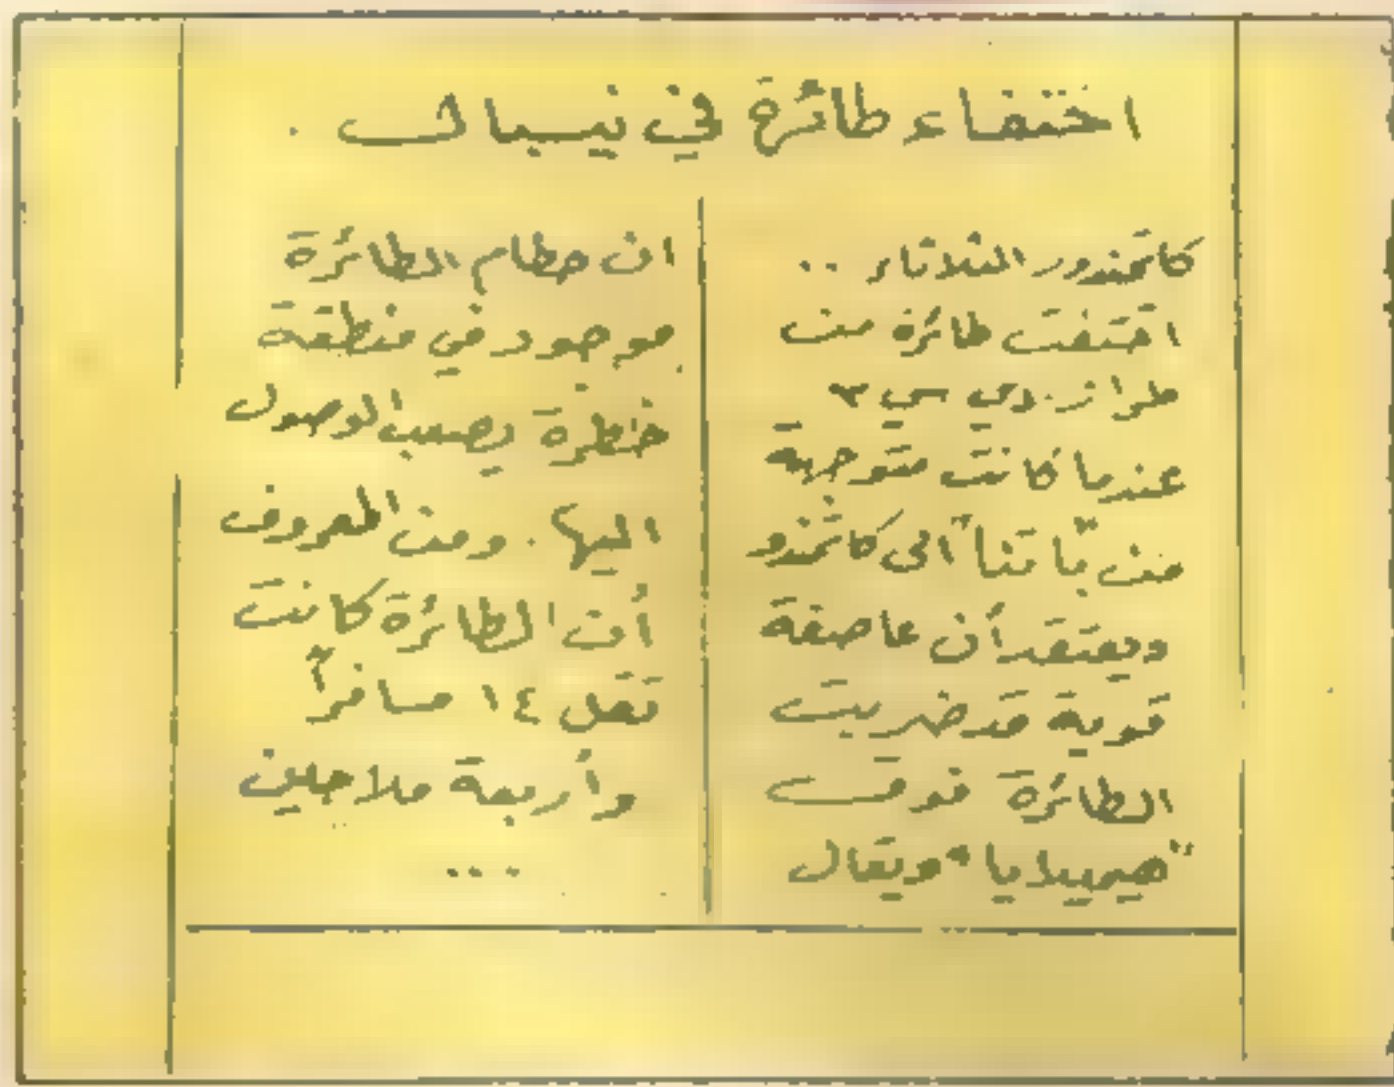 اختفاء طائرة في نيبال .
كاتمندور الثلاثاء ..
اختفت طائرة من
طراز دي سي ٣
عندما كانت متوجهة
من "باتنا" الى كاتمندو
ويعتقد أن عاصفة
قوية قد ضربت
الطائرة فوق
"هيميلايا" ويقال
ان حطام الطائرة
موجود في منطقة
خطرة يصعب الوصول
اليها . ومن المعروف
أن الطائرة كانت
تقل ١٤ مسافراً
وأربعة ملاحين
...